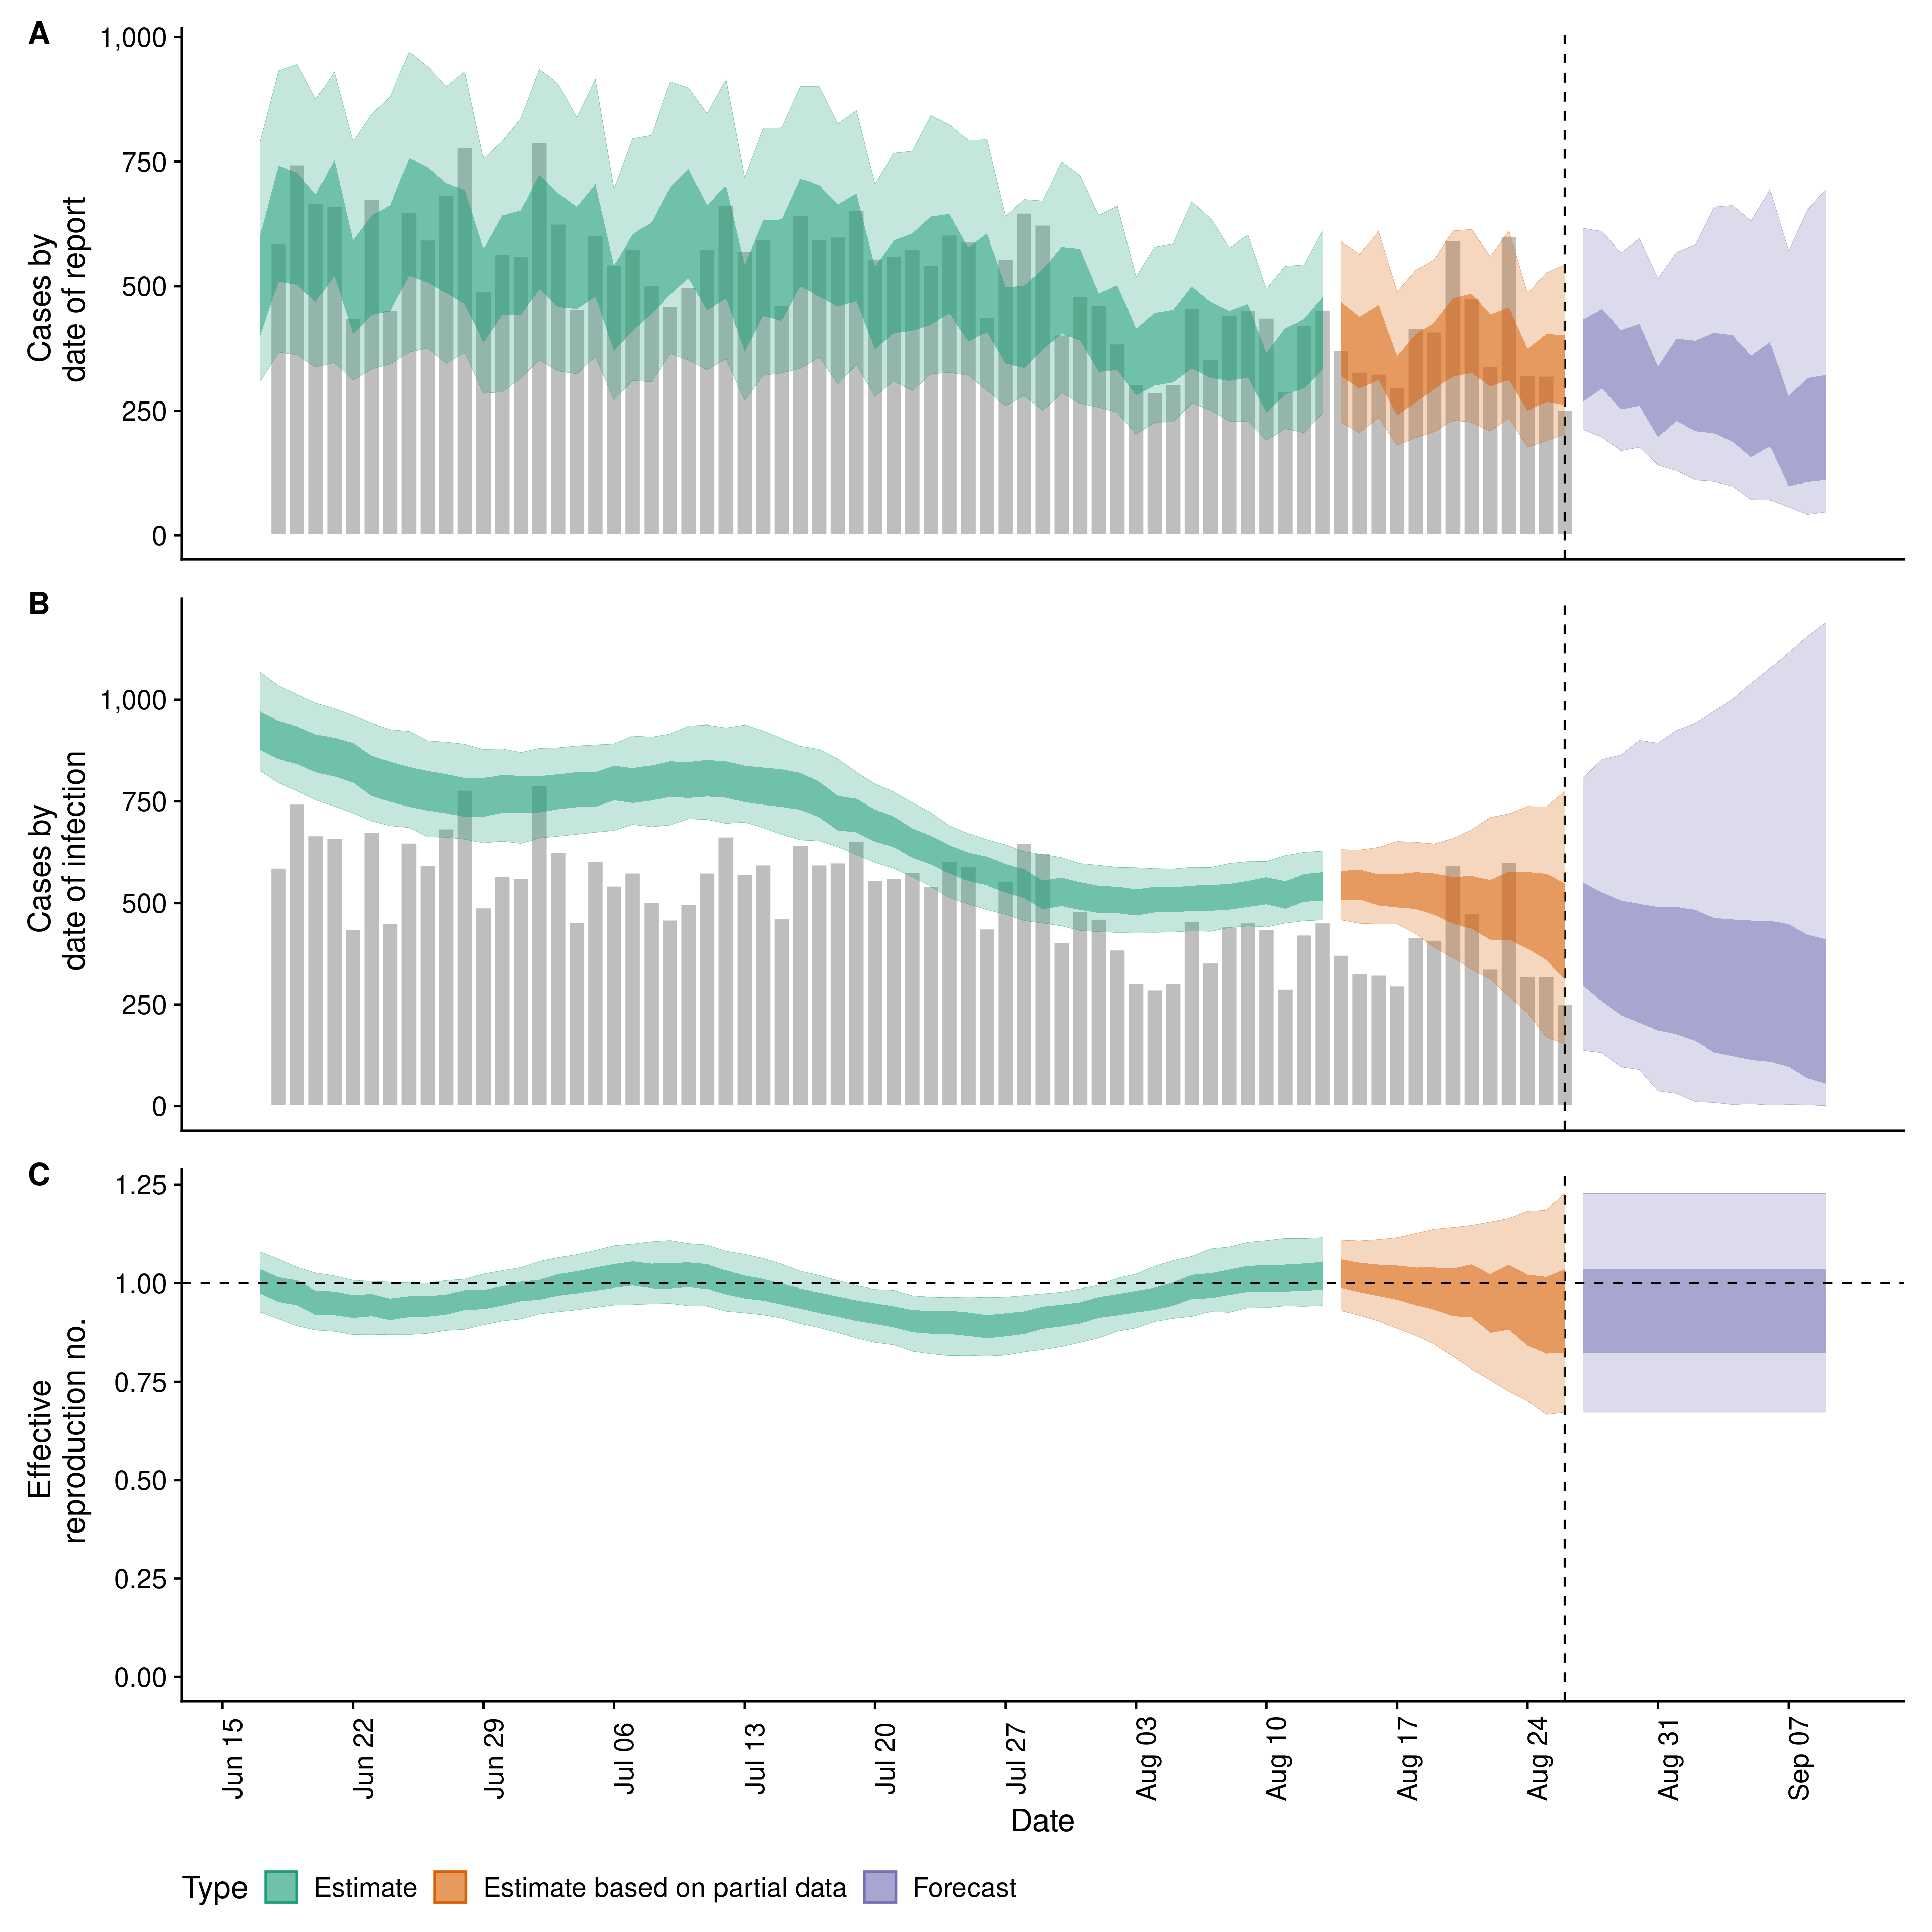 A
1,000
750
500
250
0
Cases by
date of report
B
1,000
750
500
250
0
Cases by
date of infection
C
1.25
1.00
0.75
0.50
0.25
0.00
Effective
reproduction no.
Jun 15
Jun 22
Jun 29
Jul 06
Jul 13
Jul 20
Jul 27
Aug 03
Aug 10
Aug 17
Aug 24
Aug 31
Sep 07
Date
Type Estimate Estimate based on partial data Forecast